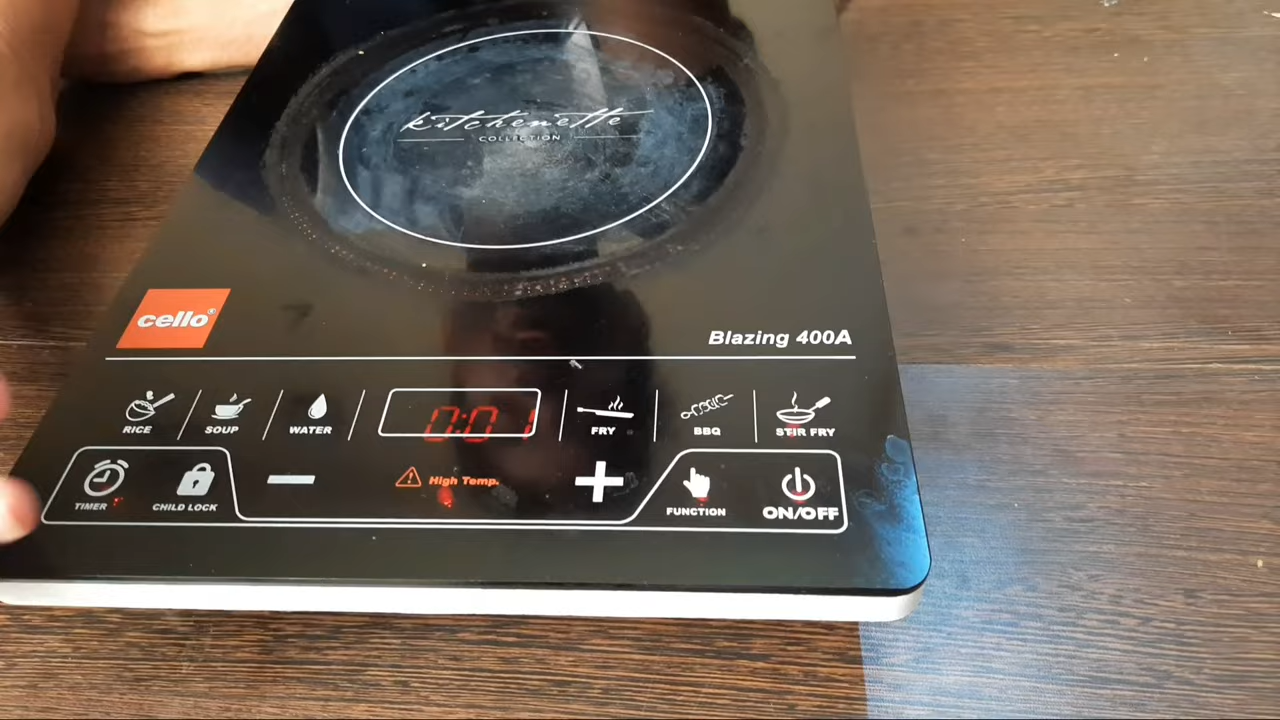 kitchenette
COLLECTION
cello®
Blazing 400A
RICE
SOUP
WATER
0:01
FRY
BBQ
STIR FRY
TIMER
CHILD LOCK
High Temp.
FUNCTION
ON/OFF